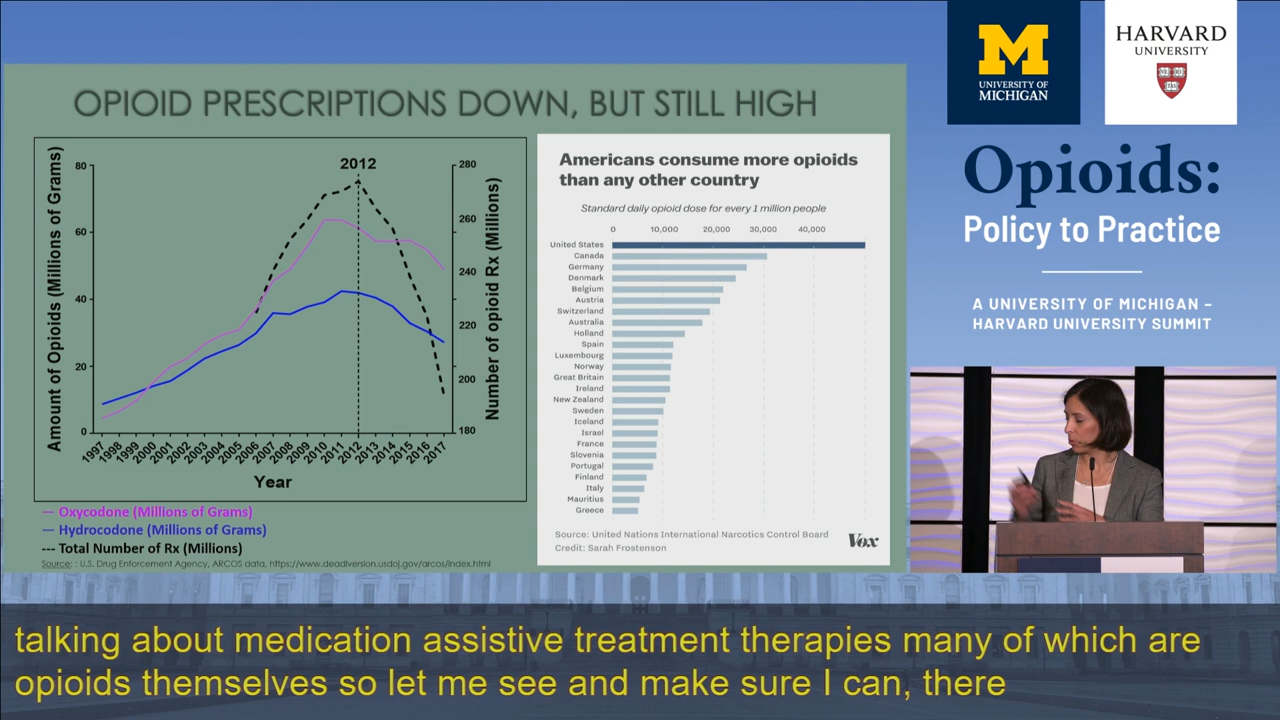 OPIOID PRESCRIPTIONS DOWN, BUT STILL HIGH
Amount of Opioids (Millions of Grams)
80
60
40
20
0
2012
280
260
240
220
200
180
Number of opioid Rx (Millions)
1997
1998
1999
2000
2001
2002
2003
2004
2005
2006
2007
2008
2009
2010
2011
2012
2013
2014
2015
2016
2017
Year
— Oxycodone (Millions of Grams)
— Hydrocodone (Millions of Grams)
--- Total Number of Rx (Millions)
Source: : U.S. Drug Enforcement Agency, ARCOS data, https://www.deadiversion.usdoj.gov/arcos/index.html
Americans consume more opioids
than any other country
Standard daily opioid dose for every 1 million people
0 10,000 20,000 30,000 40,000
United States
Canada
Germany
Denmark
Belgium
Austria
Switzerland
Australia
Holland
Spain
Luxembourg
Norway
Great Britain
Ireland
New Zealand
Sweden
Iceland
Israel
France
Slovenia
Portugal
Finland
Italy
Mauritius
Greece
Source: United Nations International Narcotics Control Board
Credit: Sarah Frostenson
Vox
M
UNIVERSITY OF
MICHIGAN
HARVARD
UNIVERSITY
Opioids:
Policy to Practice
A UNIVERSITY OF MICHIGAN –
HARVARD UNIVERSITY SUMMIT
talking about medication assistive treatment therapies many of which are
opioids themselves so let me see and make sure I can, there